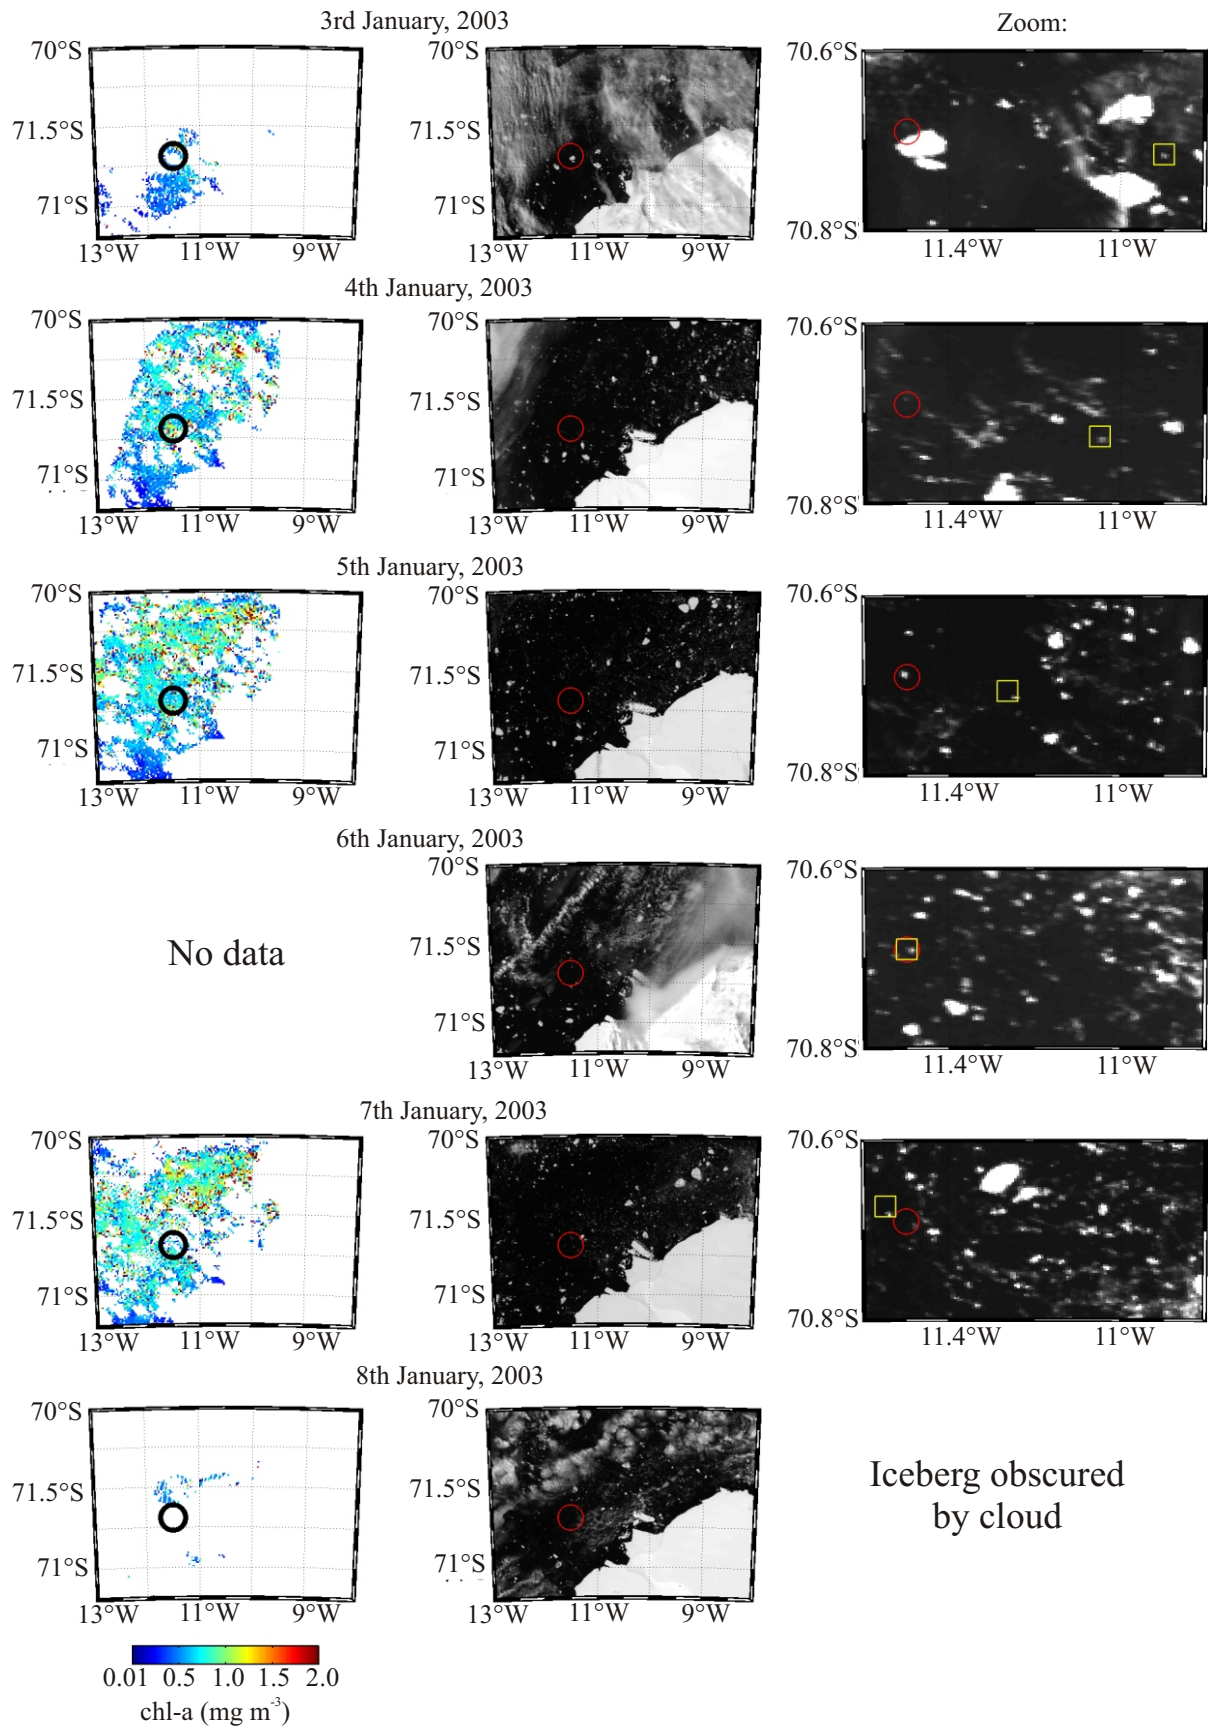 3rd January, 2003
Zoom:
70°S
71.5°S
71°S
13°W 11°W 9°W
70°S
71.5°S
71°S
13°W 11°W 9°W
70.6°S
70.8°S
11.4°W 11°W
4th January, 2003
70°S
71.5°S
71°S
13°W 11°W 9°W
70°S
71.5°S
71°S
13°W 11°W 9°W
70.6°S
70.8°S
11.4°W 11°W
5th January, 2003
70°S
71.5°S
71°S
13°W 11°W 9°W
70°S
71.5°S
71°S
13°W 11°W 9°W
70.6°S
70.8°S
11.4°W 11°W
6th January, 2003
No data
70°S
71.5°S
71°S
13°W 11°W 9°W
70.6°S
70.8°S
11.4°W 11°W
7th January, 2003
70°S
71.5°S
71°S
13°W 11°W 9°W
70°S
71.5°S
71°S
13°W 11°W 9°W
70.6°S
70.8°S
11.4°W 11°W
8th January, 2003
70°S
71.5°S
71°S
13°W 11°W 9°W
70°S
71.5°S
71°S
13°W 11°W 9°W
Iceberg obscured
by cloud
0.01 0.5 1.0 1.5 2.0
chl-a (mg m⁻³)